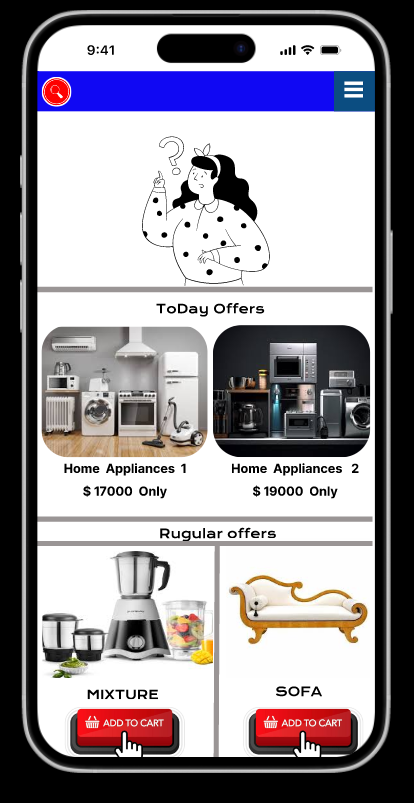 9:41
?
ToDay Offers
Home Appliances 1
Home Appliances 2
$ 17000 Only
$ 19000 Only
Rugular offers
MIXTURE
SOFA
ADD TO CART
ADD TO CART